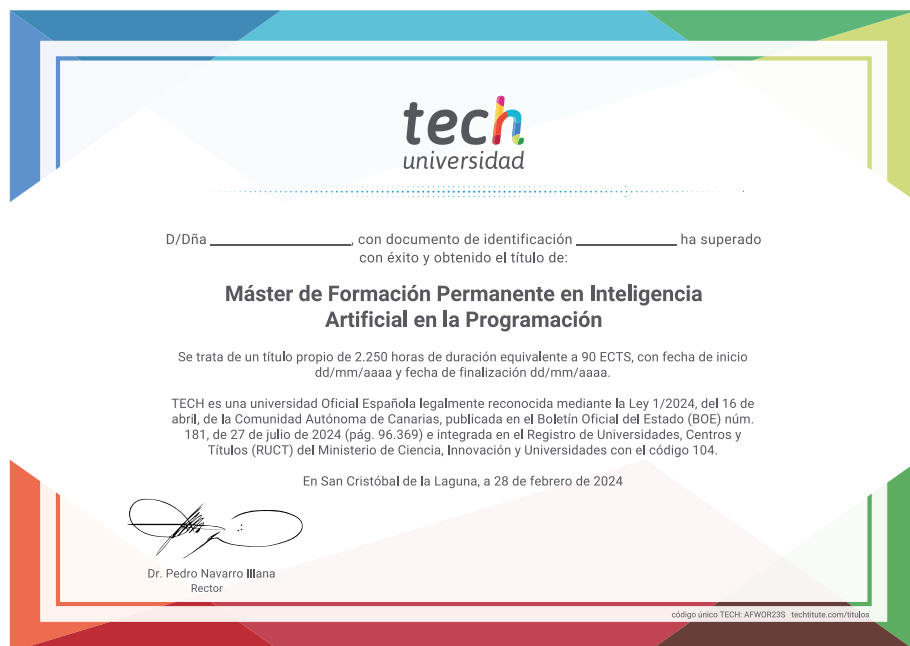 tech
universidad
D/Dña ______________, con documento de identificación __________ ha superado
con éxito y obtenido el título de:
Máster de Formación Permanente en Inteligencia
Artificial en la Programación
Se trata de un título propio de 2.250 horas de duración equivalente a 90 ECTS, con fecha de inicio
dd/mm/aaaa y fecha de finalización dd/mm/aaaa.
TECH es una universidad Oficial Española legalmente reconocida mediante la Ley 1/2024, del 16 de
abril, de la Comunidad Autónoma de Canarias, publicada en el Boletín Oficial del Estado (BOE) núm.
181, de 27 de julio de 2024 (pág. 96.369) e integrada en el Registro de Universidades, Centros y
Títulos (RUCT) del Ministerio de Ciencia, Innovación y Universidades con el código 104.
En San Cristóbal de la Laguna, a 28 de febrero de 2024
Dr. Pedro Navarro Illana
Rector
código único TECH: AFWOR23S techtitute.com/titulos